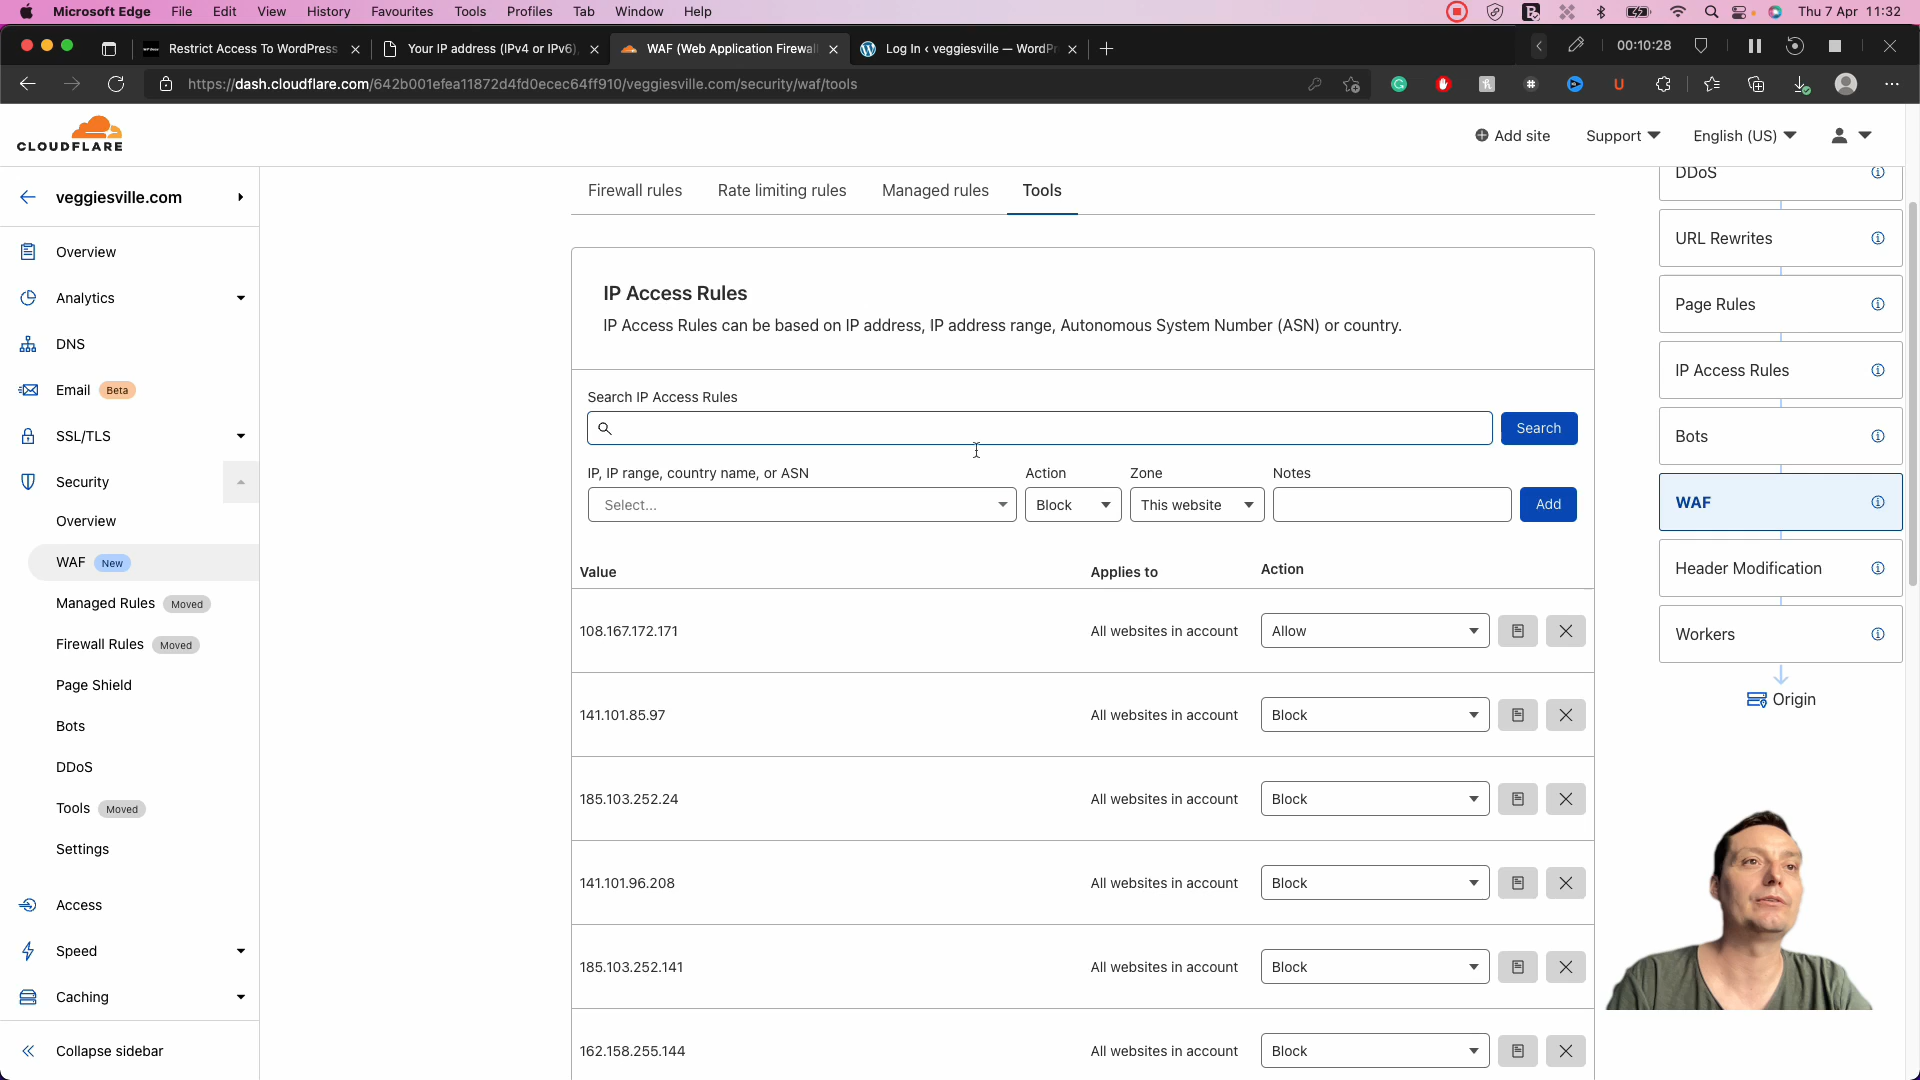 Microsoft Edge File Edit View History Favourites Tools Profiles Tab Window Help Thu 7 Apr 11:32
Restrict Access To WordPress Your IP address (IPv4 or IPv6) WAF (Web Application Firewall Log In ‹ veggiesville — WordPr 00:10:28
https://dash.cloudflare.com/642b001efea11872d4fd0ecec64ff910/veggiesville.com/security/waf/tools
CLOUDFLARE
Add site Support English (US)
veggiesville.com
Overview
Analytics
DNS
Email Beta
SSL/TLS
Security
Overview
WAF New
Managed Rules Moved
Firewall Rules Moved
Page Shield
Bots
DDoS
Tools Moved
Settings
Access
Speed
Caching
Collapse sidebar
Firewall rules Rate limiting rules Managed rules Tools
IP Access Rules
IP Access Rules can be based on IP address, IP address range, Autonomous System Number (ASN) or country.
Search IP Access Rules
Search
IP, IP range, country name, or ASN Action Zone Notes
Select... Block This website Add
Value Applies to Action
108.167.172.171 All websites in account Allow
141.101.85.97 All websites in account Block
185.103.252.24 All websites in account Block
141.101.96.208 All websites in account Block
185.103.252.141 All websites in account Block
162.158.255.144 All websites in account Block
DDoS
URL Rewrites
Page Rules
IP Access Rules
Bots
WAF
Header Modification
Workers
Origin